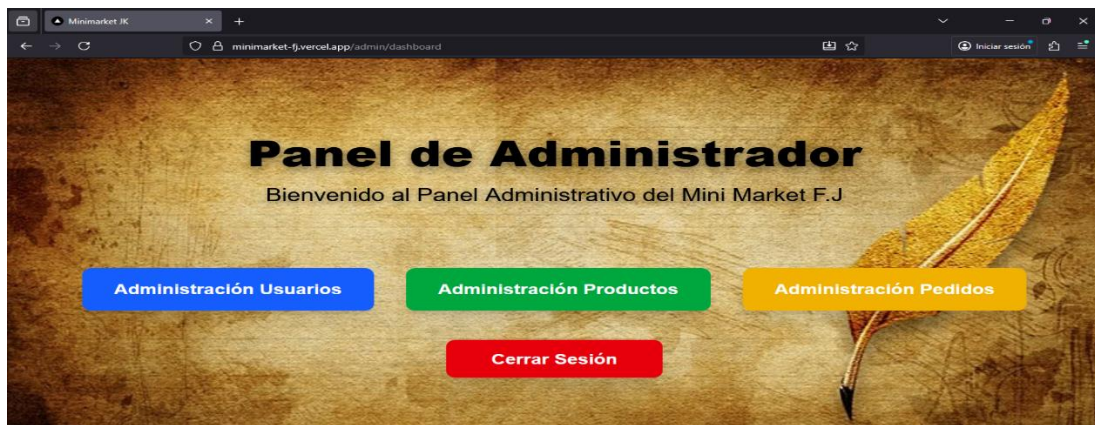 Minimarket JK
minimarket-fj.vercel.app/admin/dashboard
Iniciar sesión
Panel de Administrador
Bienvenido al Panel Administrativo del Mini Market F.J
Administración Usuarios
Administración Productos
Administración Pedidos
Cerrar Sesión